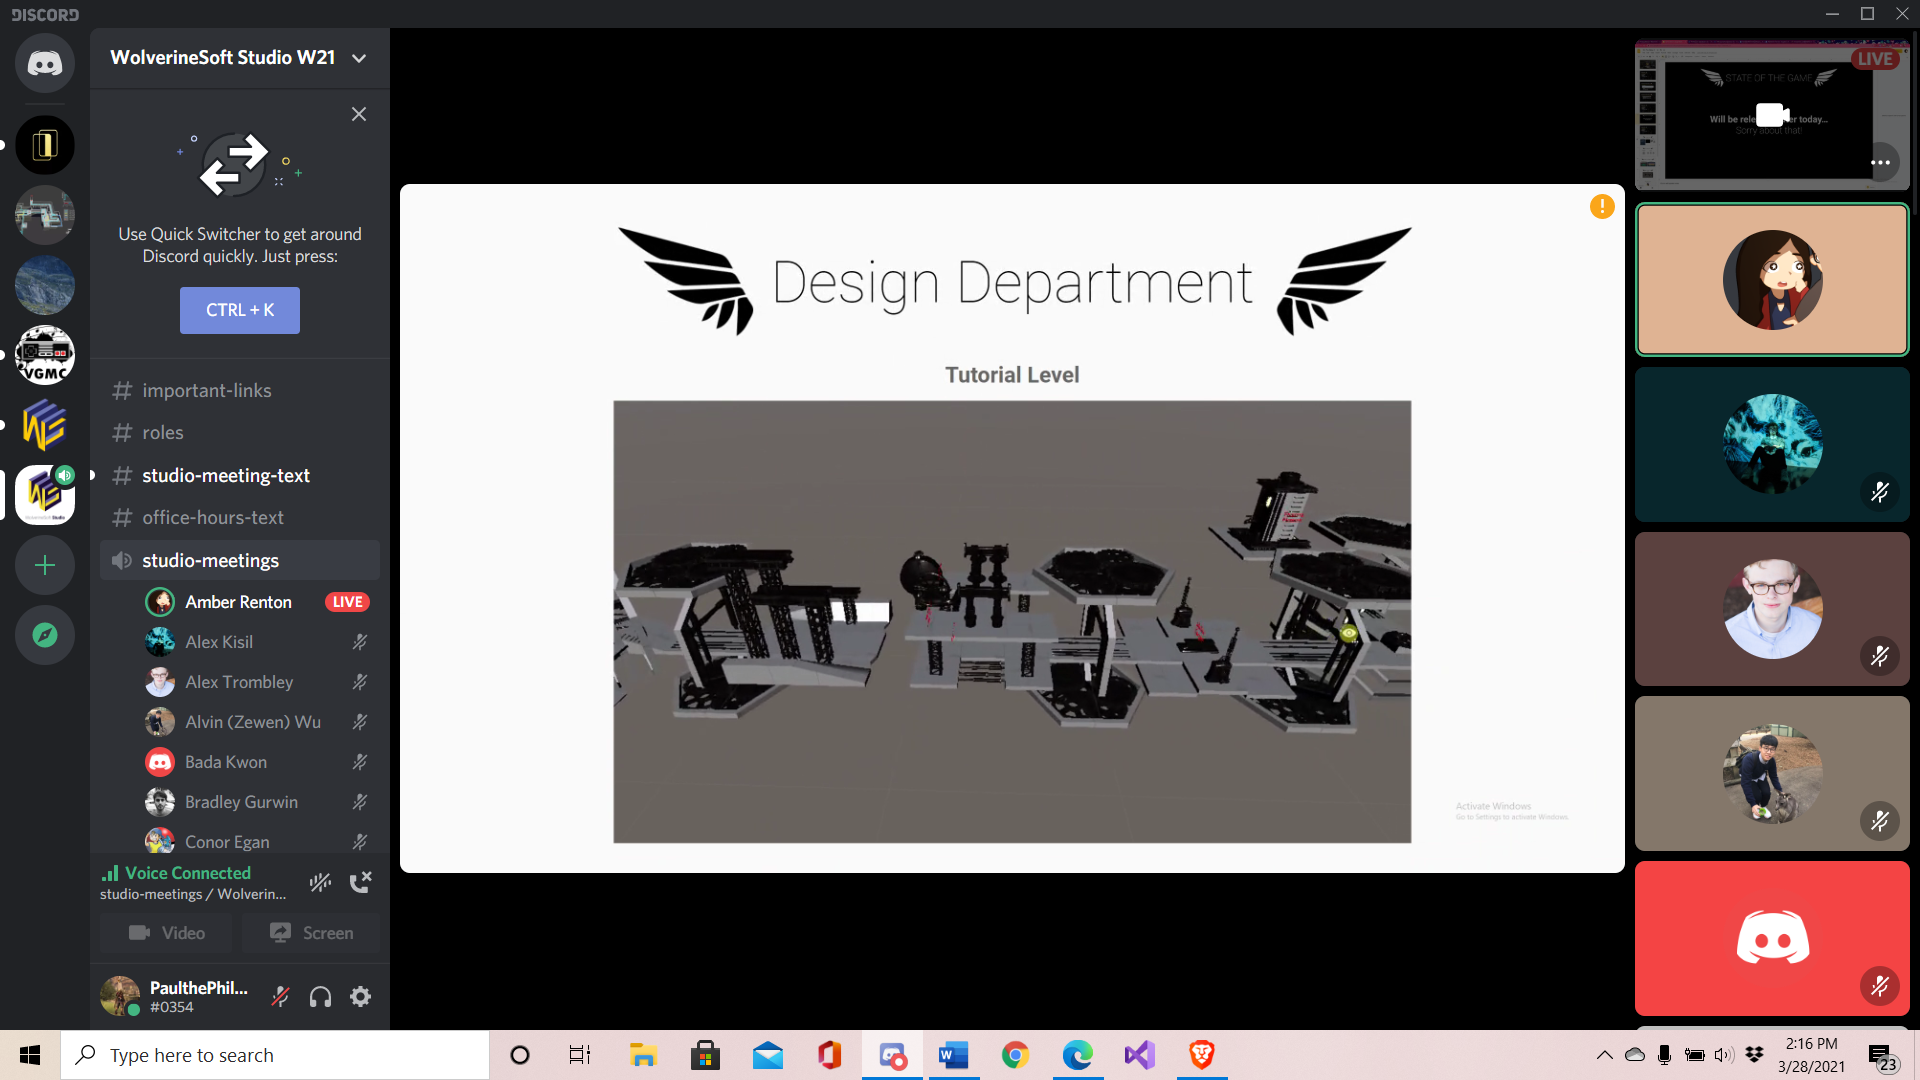 DISCORD
WolverineSoft Studio W21
Use Quick Switcher to get around
Discord quickly. Just press:
CTRL + K
VGMC
# important-links
# roles
# studio-meeting-text
# office-hours-text
studio-meetings
Amber Renton
LIVE
Alex Kisil
Alex Trombley
Alvin (Zewen) Wu
Bada Kwon
Bradley Gurwin
Conor Egan
Voice Connected
studio-meetings / Wolverin...
Video
Screen
PaulthePhil...
#0354
Design Department
Tutorial Level
Activate Windows
Go to Settings to activate Windows.
LIVE
STATE OF THE GAME
Will be rele er today...
Sorry about that!
Type here to search
2:16 PM
3/28/2021
23